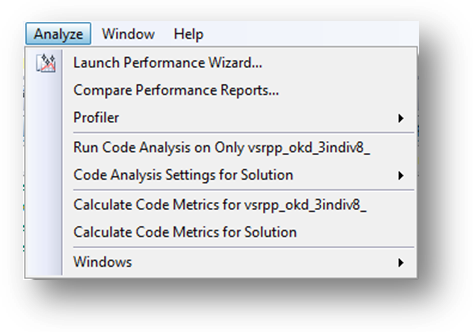 Analyze Window Help
Launch Performance Wizard...
Compare Performance Reports...
Profiler
Run Code Analysis on Only vsrpp_okd_3indiv8_
Code Analysis Settings for Solution
Calculate Code Metrics for vsrpp_okd_3indiv8_
Calculate Code Metrics for Solution
Windows